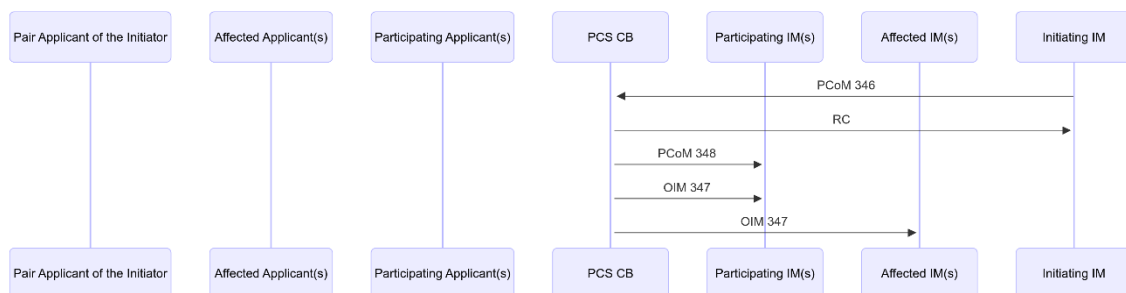 Pair Applicant of the Initiator
Affected Applicant(s)
Participating Applicant(s)
PCS CB
Participating IM(s)
Affected IM(s)
Initiating IM
PCoM 346
RC
PCoM 348
OIM 347
OIM 347
Pair Applicant of the Initiator
Affected Applicant(s)
Participating Applicant(s)
PCS CB
Participating IM(s)
Affected IM(s)
Initiating IM